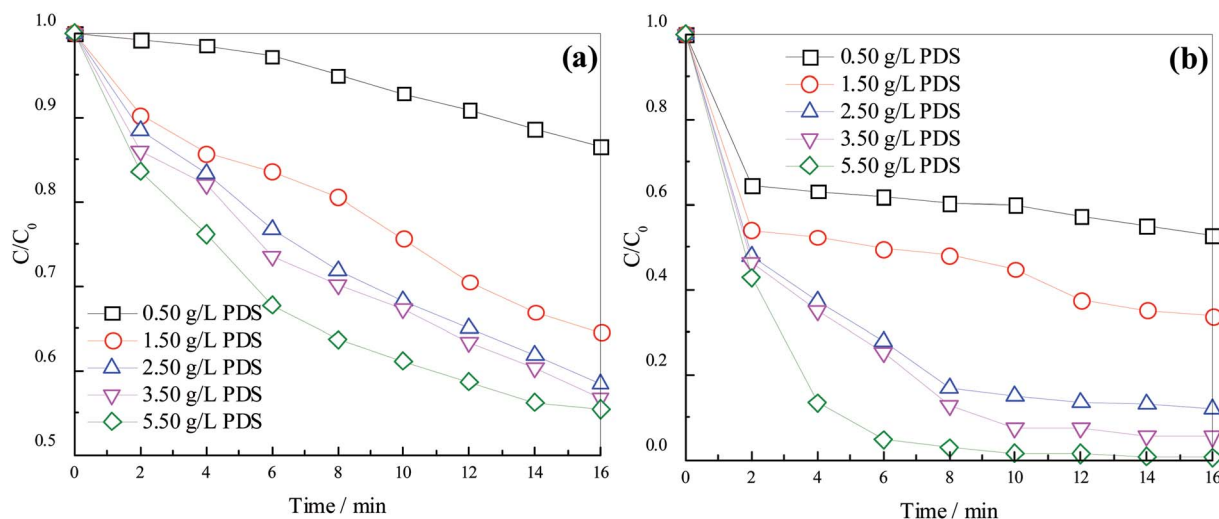 (a)
C/C0
1.0
0.9
0.8
0.7
0.6
0.5
0.50 g/L PDS
1.50 g/L PDS
2.50 g/L PDS
3.50 g/L PDS
5.50 g/L PDS
0 2 4 6 8 10 12 14 16
Time / min
(b)
C/C0
1.0
0.8
0.6
0.4
0.2
0.0
0.50 g/L PDS
1.50 g/L PDS
2.50 g/L PDS
3.50 g/L PDS
5.50 g/L PDS
0 2 4 6 8 10 12 14 16
Time / min